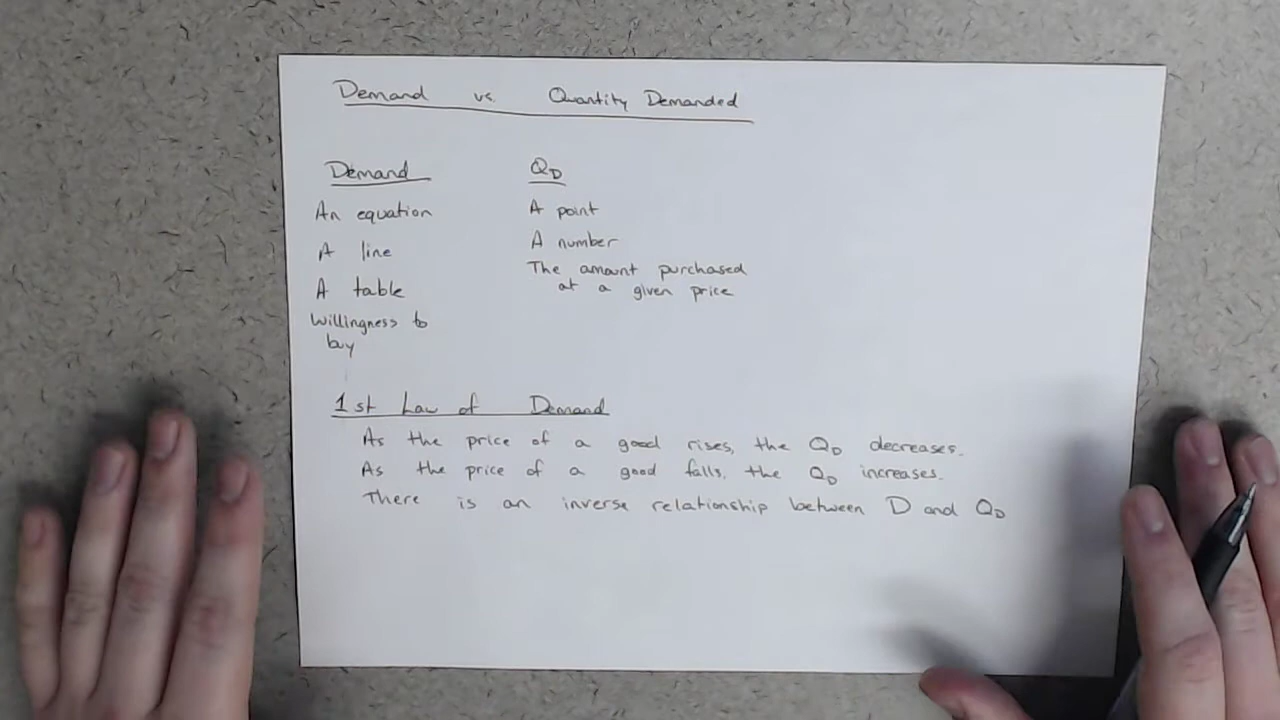 Demand vs. Quantity Demanded
Demand
An equation
A line
A table
Willingness to
buy
QD
A point
A number
The amount purchased
at a given price
1st Law of Demand
As the price of a good rises, the QD decreases.
As the price of a good falls, the QD increases.
There is an inverse relationship between D and QD